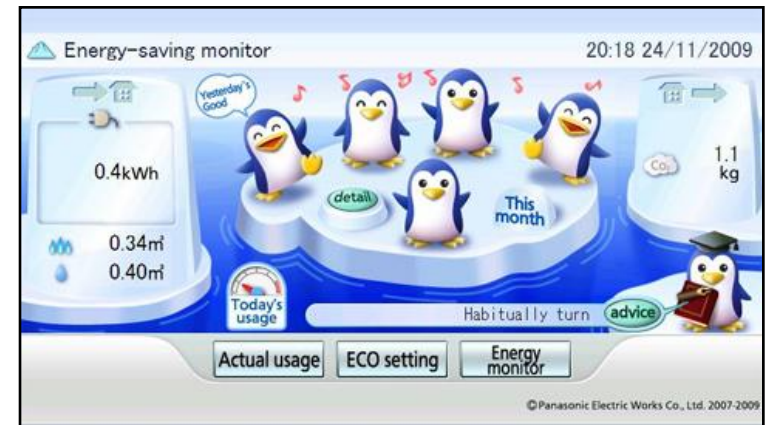 Energy-saving monitor
20:18 24/11/2009
Yesterday's
Good
0.4kWh
0.34㎥
0.40㎥
detail
This
month
CO₂
1.1
kg
Today's
usage
Habitually turn
advice
Actual usage
ECO setting
Energy
monitor
©Panasonic Electric Works Co., Ltd. 2007-2009